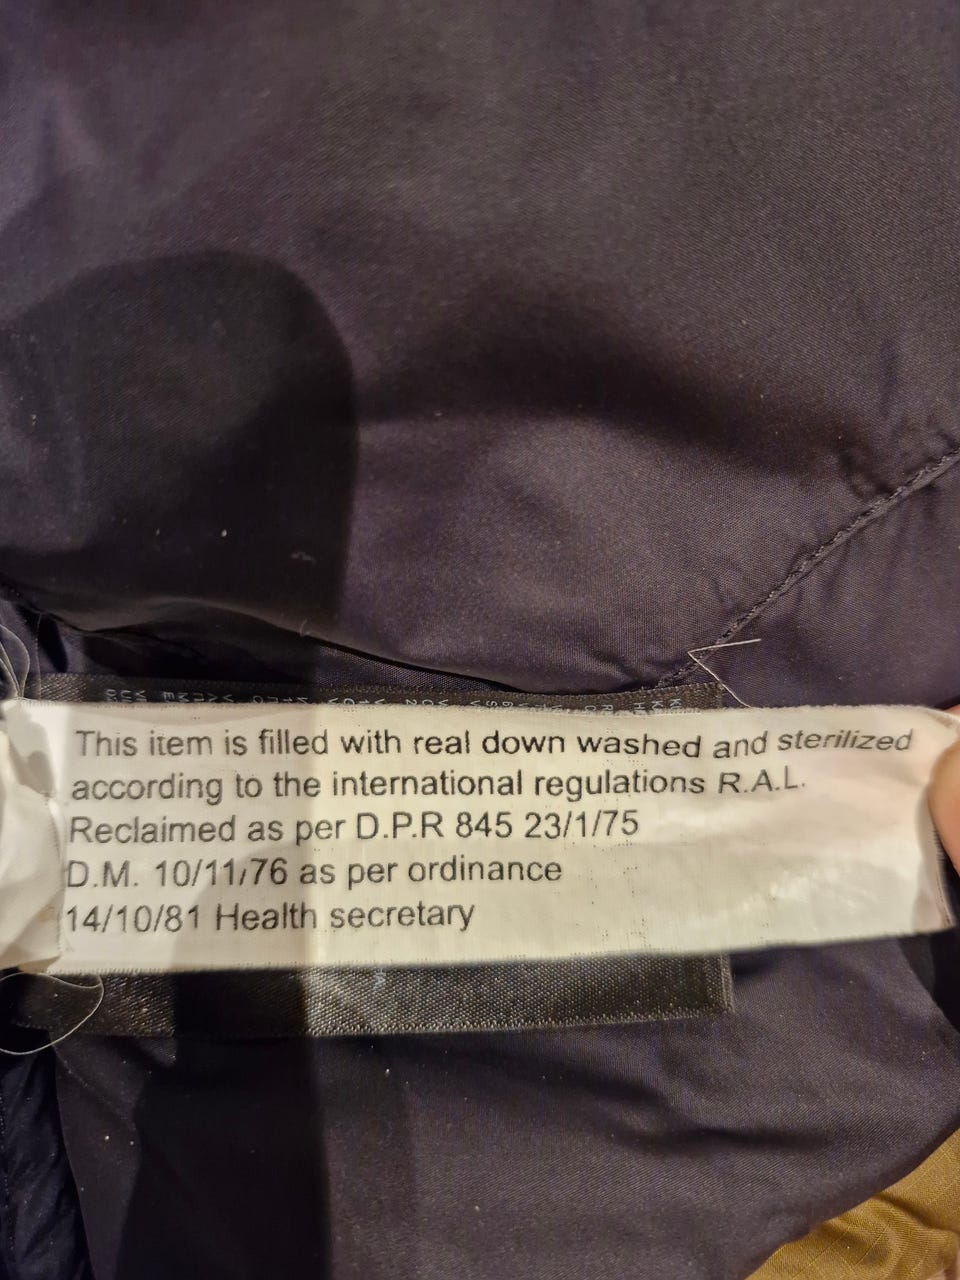 This item is filled with real down washed and sterilized
according to the international regulations R.A.L.
Reclaimed as per D.P.R 845 23/1/75
D.M. 10/11/76 as per ordinance
14/10/81 Health secretary